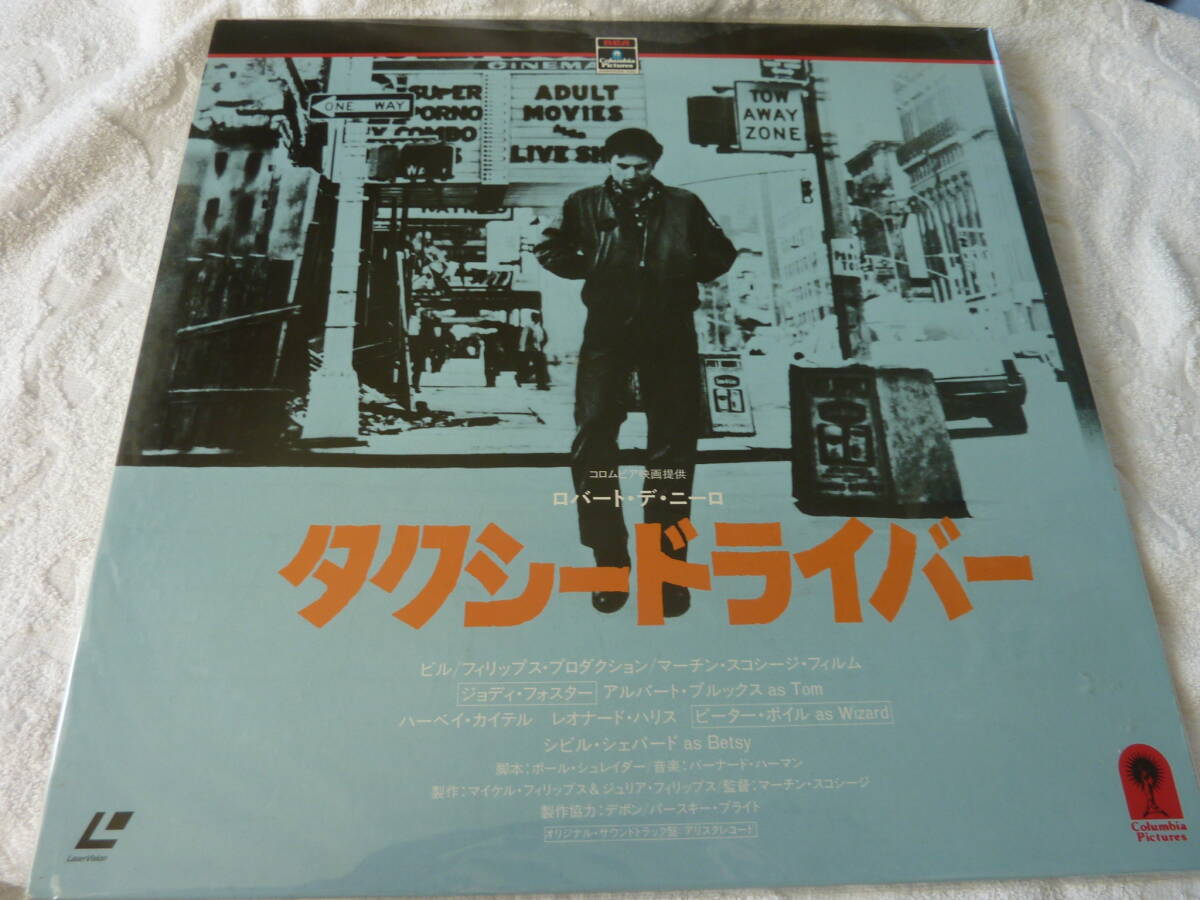 RCA
Columbia
Pictures
CINEMA
ONE WAY
SUPER
PORNO
COMBO
ADULT
MOVIES
LIVE SH
TOW
AWAY
ZONE
コロムビア映画提供
ロバート・デ・ニーロ
タクシードライバー
ビル/フィリップス・プロダクション/マーチン・スコシージ・フィルム
ジョディ・フォスター アルバート・ブルックス as Tom
ハーベイ・カイテル レオナード・ハリス ピーター・ボイル as Wizard
シビル・シェパード as Betsy
脚本:ポール・シュレイダー/音楽:バーナード・ハーマン
製作:マイケル・フィリップス&ジュリア・フィリップス/監督:マーチン・スコシージ
製作協力:デボン/パースキー・ブライト
オリジナル・サウンドトラック盤:アリスタレコード
LaserVision
Columbia
Pictures